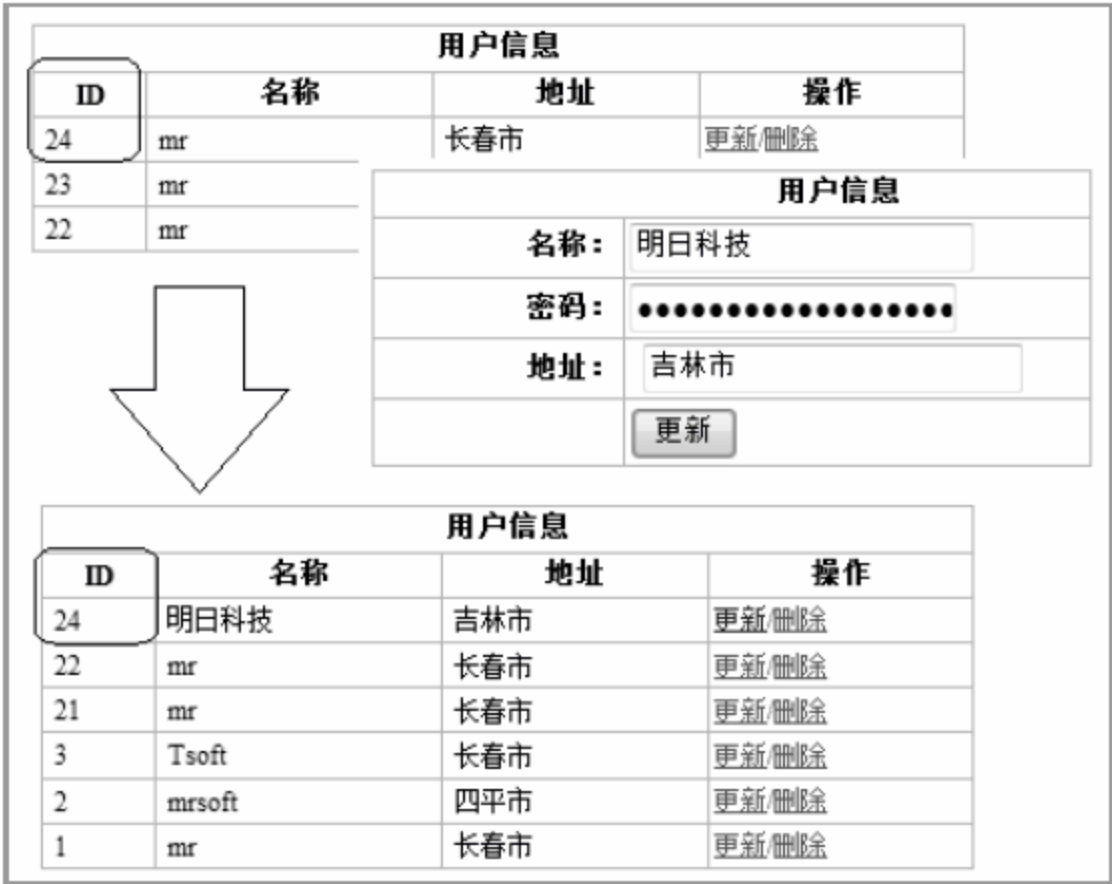 用户信息
ID 名称 地址 操作
24 mr 长春市 更新/删除
23 mr
22 mr
用户信息
名称： 明日科技
密码： ●●●●●●●●●●●●●●●●●●
地址： 吉林市
更新
用户信息
ID 名称 地址 操作
24 明日科技 吉林市 更新/删除
22 mr 长春市 更新/删除
21 mr 长春市 更新/删除
3 Tsoft 长春市 更新/删除
2 mrsoft 四平市 更新/删除
1 mr 长春市 更新/删除